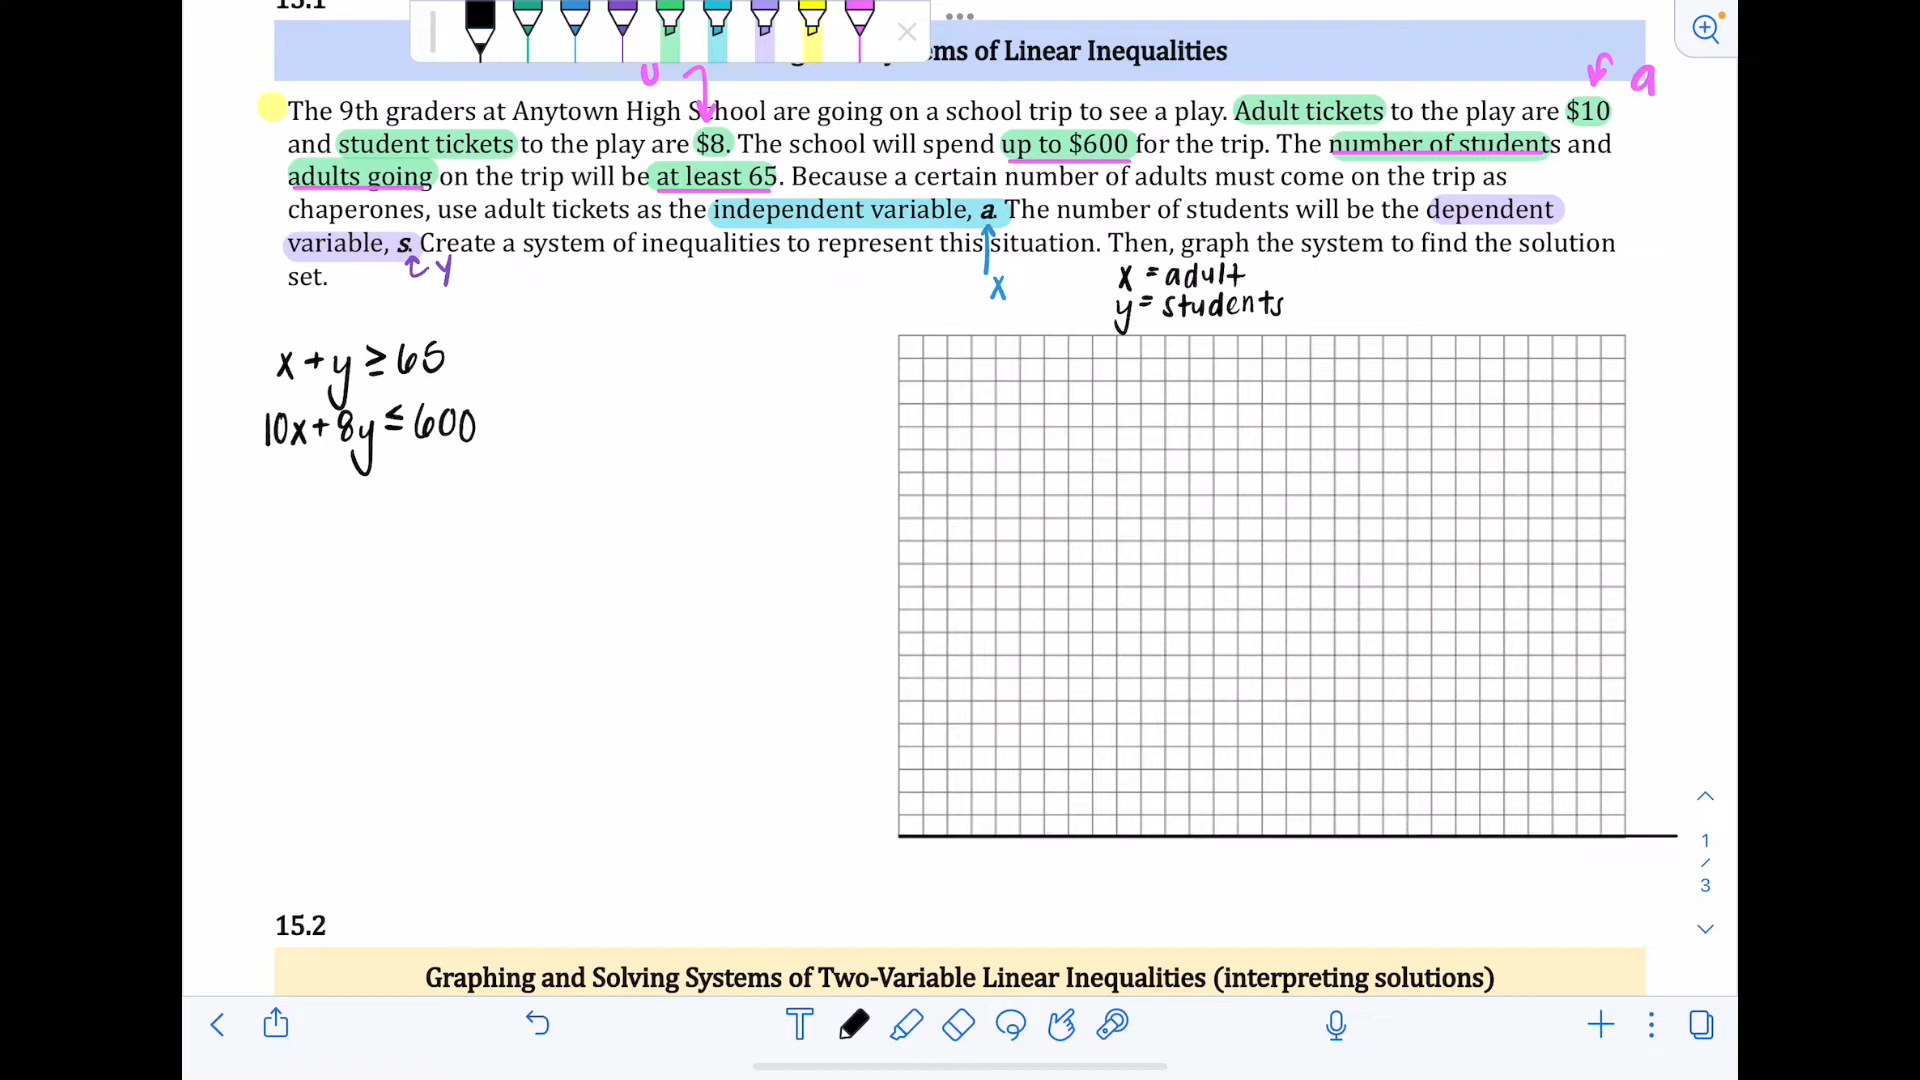 15.1
ems of Linear Inequalities
a
The 9th graders at Anytown High School are going on a school trip to see a play. Adult tickets to the play are $10
and student tickets to the play are $8. The school will spend up to $600 for the trip. The number of students and
adults going on the trip will be at least 65. Because a certain number of adults must come on the trip as
chaperones, use adult tickets as the independent variable, a. The number of students will be the dependent
variable, s. Create a system of inequalities to represent this situation. Then, graph the system to find the solution
set.
y
x
x = adult
y = students
x + y ≥ 65
10x + 8y ≤ 600
1
/
3
15.2
Graphing and Solving Systems of Two-Variable Linear Inequalities (interpreting solutions)
T